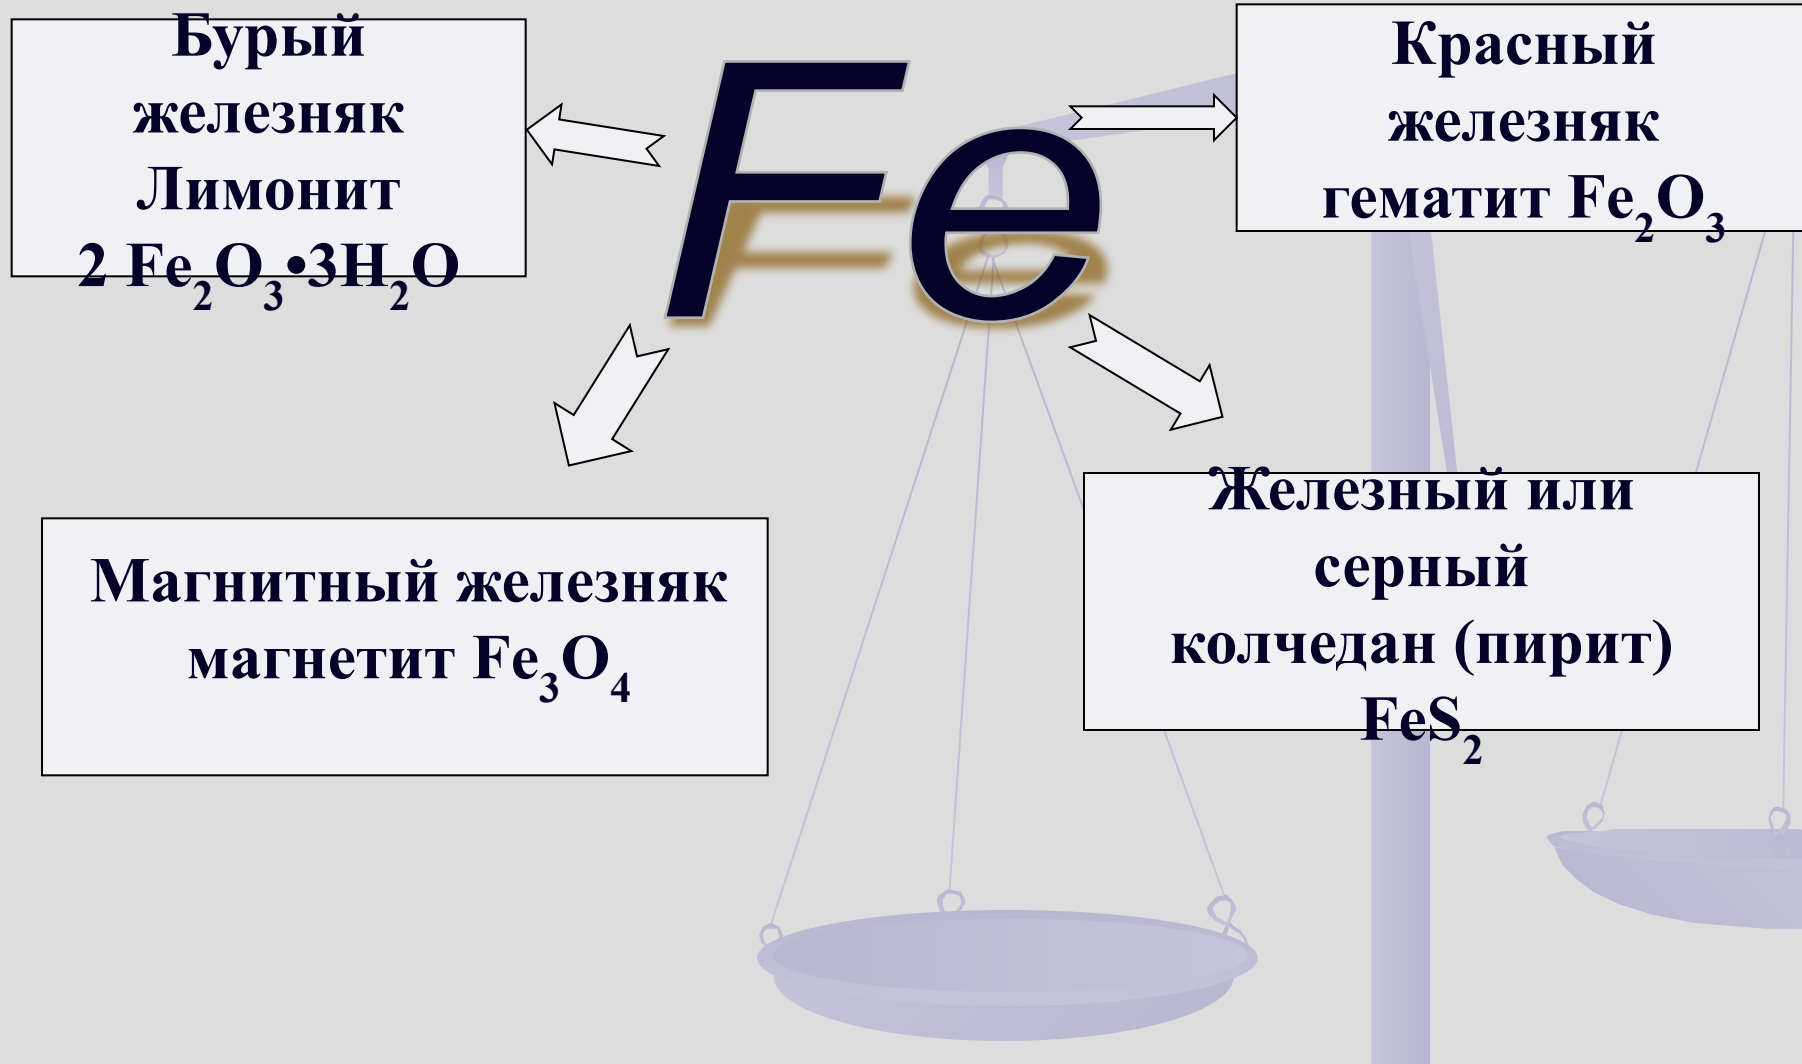 Бурый
железняк
Лимонит
2 Fe₂O₃•3H₂O
Fe
Красный
железняк
гематит Fe₂O₃
Магнитный железняк
магнетит Fe₃O₄
Железный или
серный
колчедан (пирит)
FeS₂